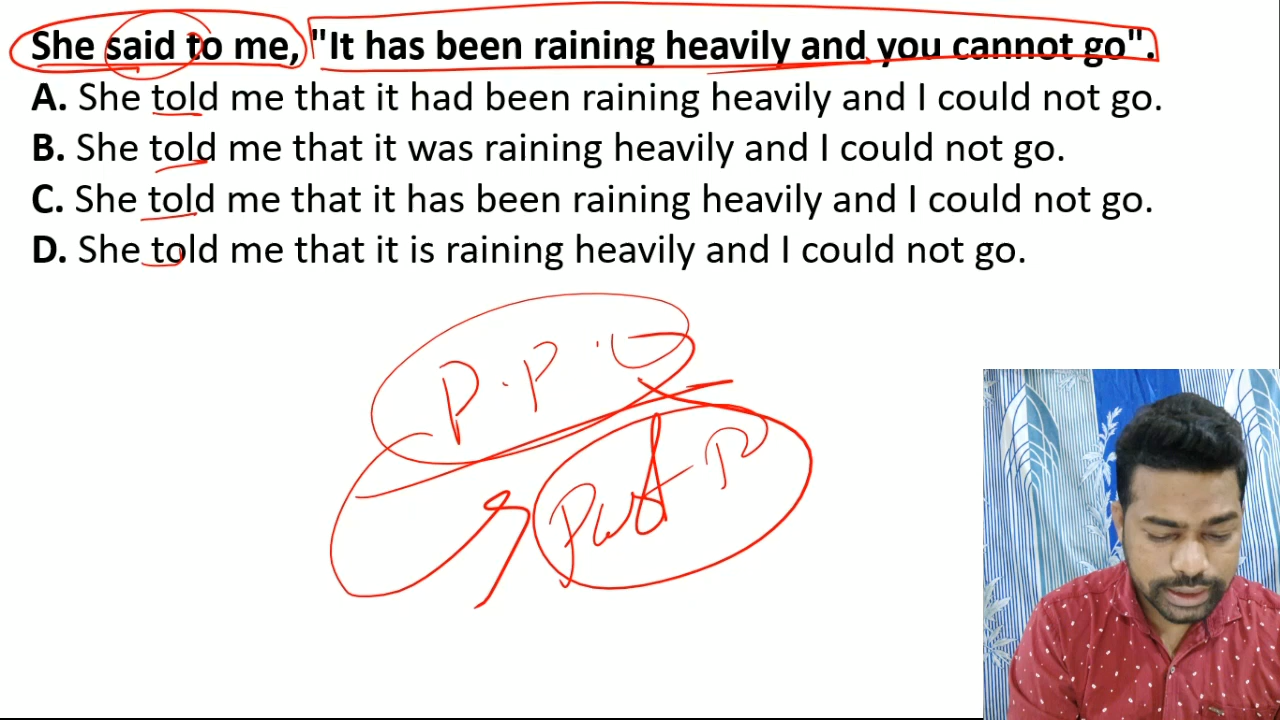 She said to me, "It has been raining heavily and you cannot go".
A. She told me that it had been raining heavily and I could not go.
B. She told me that it was raining heavily and I could not go.
C. She told me that it has been raining heavily and I could not go.
D. She told me that it is raining heavily and I could not go.
P.P.C
Past P